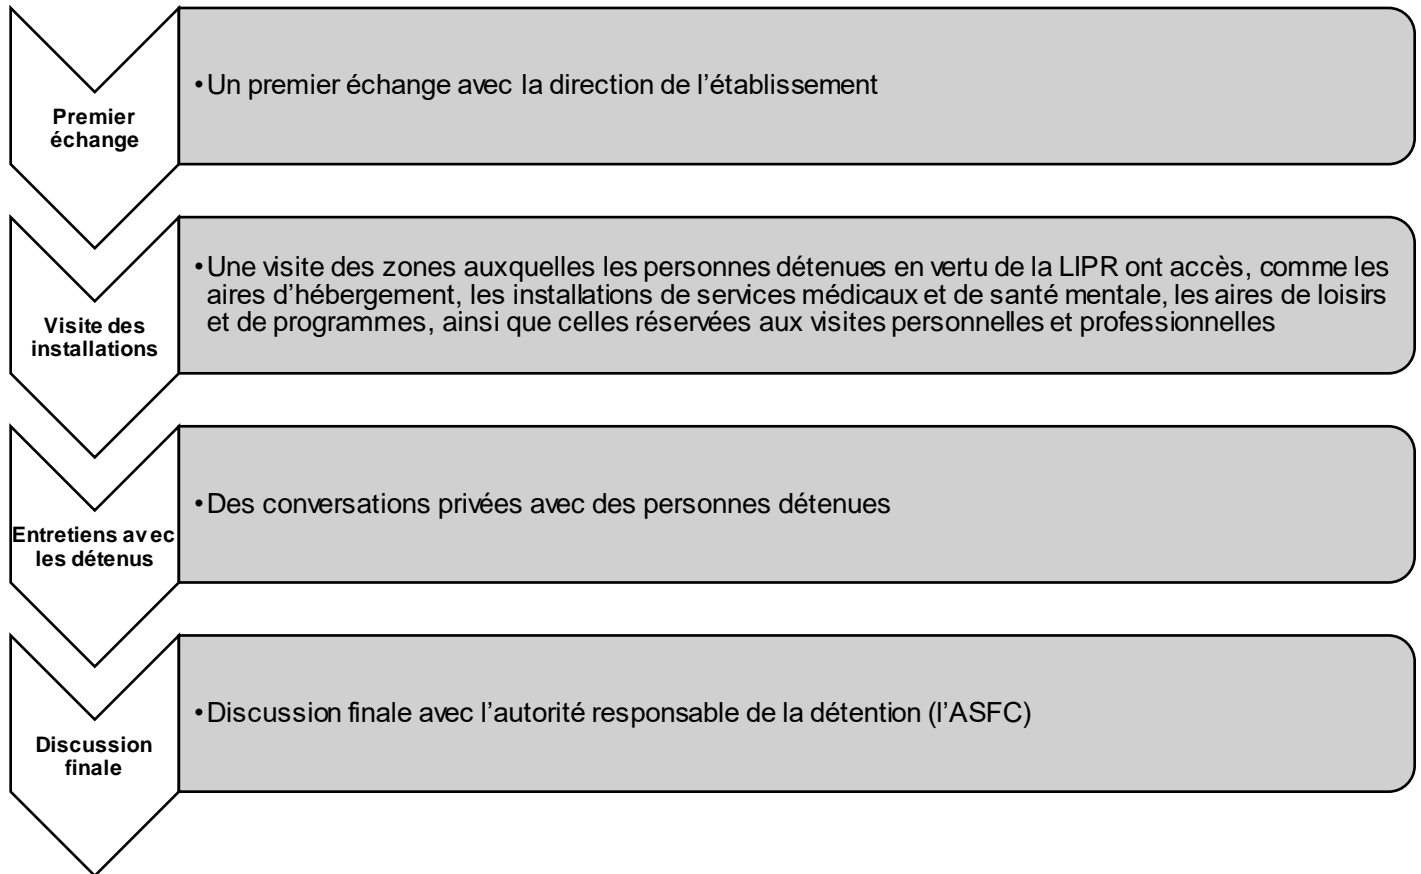 Premier
échange
•Un premier échange avec la direction de l’établissement
Visite des
installations
•Une visite des zones auxquelles les personnes détenues en vertu de la LIPR ont accès, comme les
aires d’hébergement, les installations de services médicaux et de santé mentale, les aires de loisirs
et de programmes, ainsi que celles réservées aux visites personnelles et professionnelles
Entretiens avec
les détenus
•Des conversations privées avec des personnes détenues
Discussion
finale
•Discussion finale avec l’autorité responsable de la détention (l’ASFC)